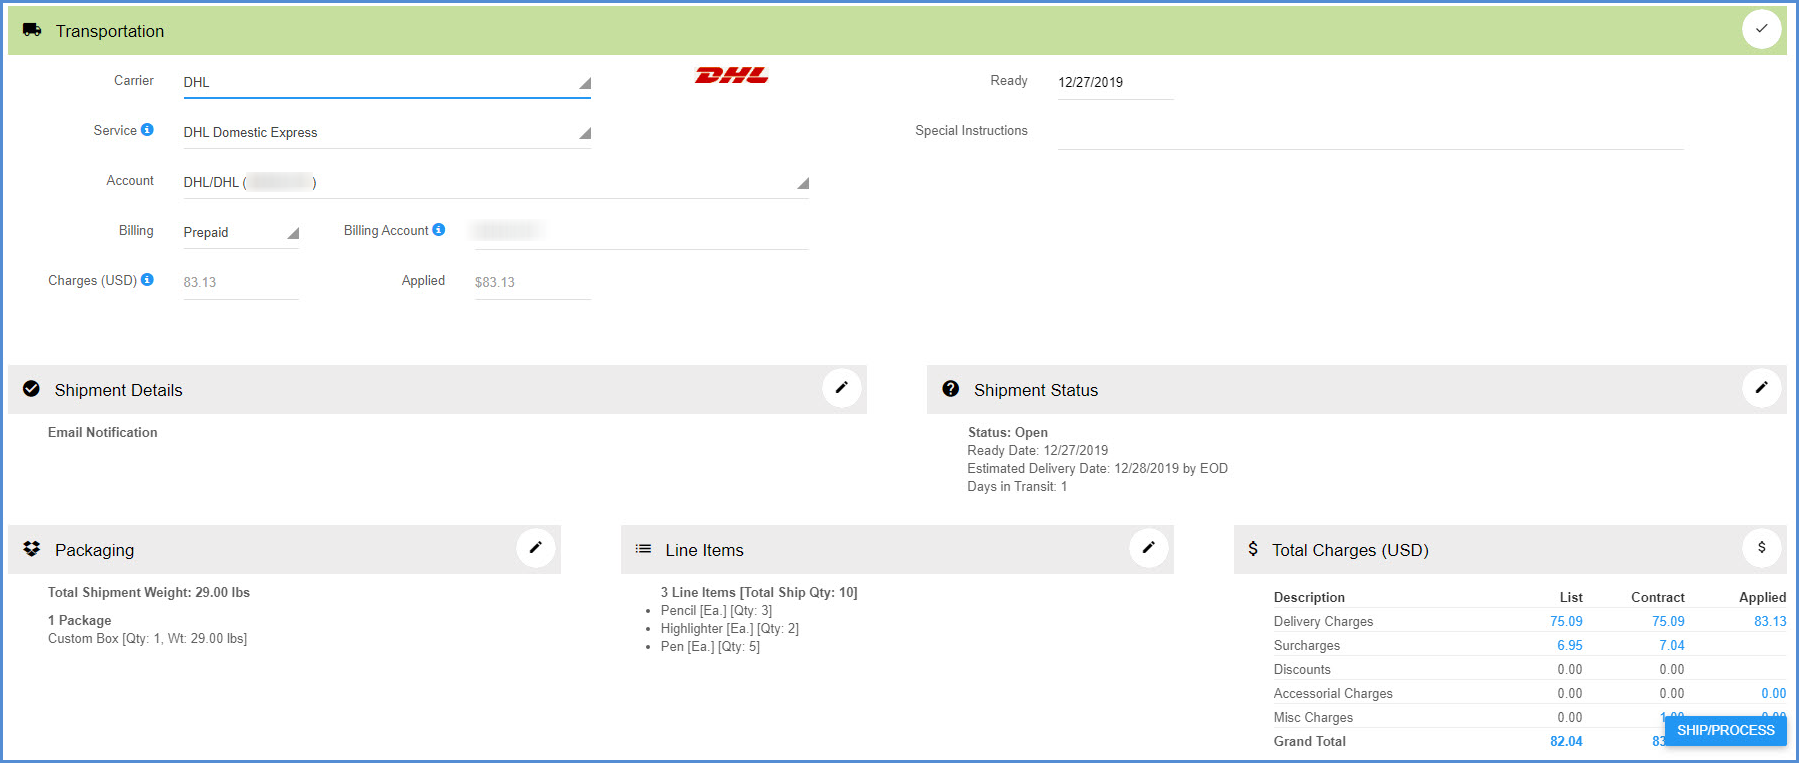 Transportation
Carrier DHL DHL Ready 12/27/2019
Service DHL Domestic Express Special Instructions
Account DHL/DHL ( )
Billing Prepaid Billing Account
Charges (USD) 83.13 Applied $83.13
Shipment Details
Email Notification
Shipment Status
Status: Open
Ready Date: 12/27/2019
Estimated Delivery Date: 12/28/2019 by EOD
Days in Transit: 1
Packaging
Total Shipment Weight: 29.00 lbs
1 Package
Custom Box [Qty: 1, Wt: 29.00 lbs]
Line Items
3 Line Items [Total Ship Qty: 10]
• Pencil [Ea.] [Qty: 3]
• Highlighter [Ea.] [Qty: 2]
• Pen [Ea.] [Qty: 5]
$ Total Charges (USD) $
Description List Contract Applied
Delivery Charges 75.09 75.09 83.13
Surcharges 6.95 7.04
Discounts 0.00 0.00
Accessorial Charges 0.00 0.00 0.00
Misc Charges 0.00
Grand Total 82.04
SHIP/PROCESS